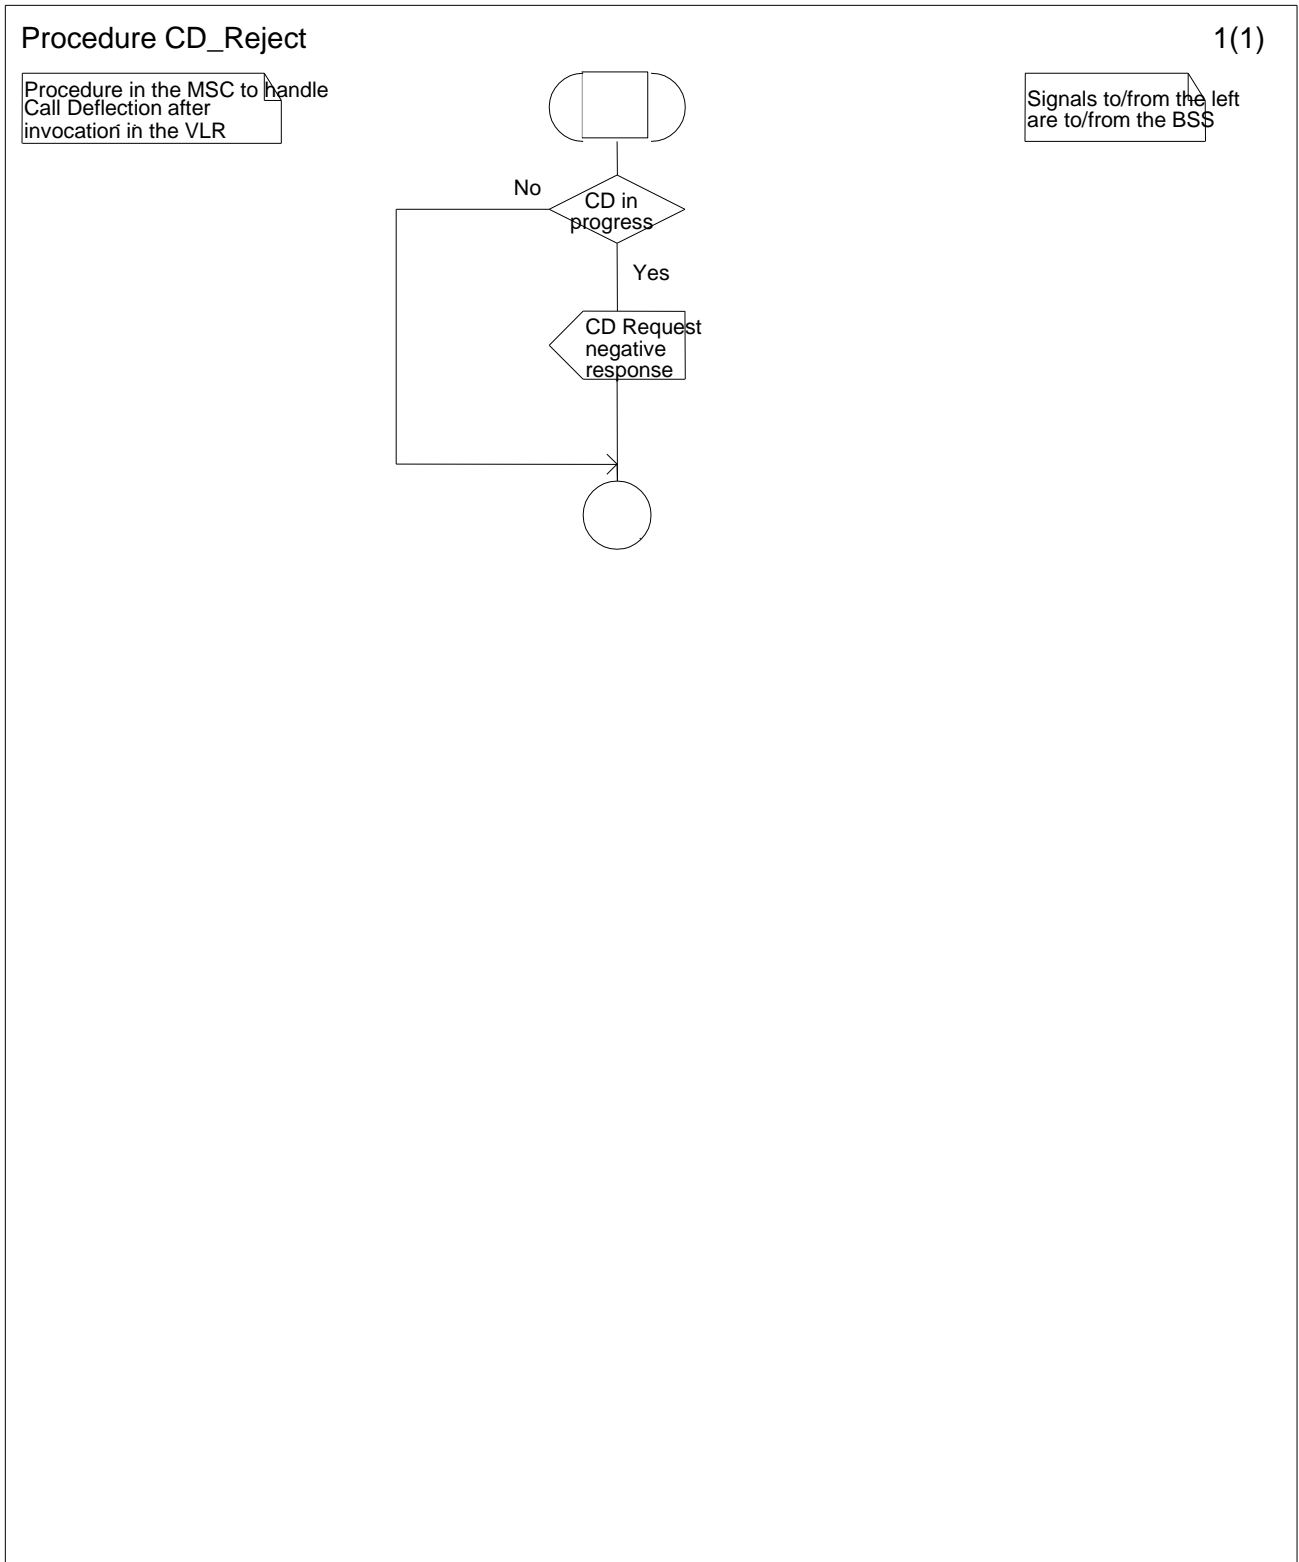 Procedure CD_Reject
1(1)
Procedure in the MSC to handle
Call Deflection after
invocation in the VLR
Signals to/from the left
are to/from the BSS
No
CD in
progress
Yes
CD Request
negative
response